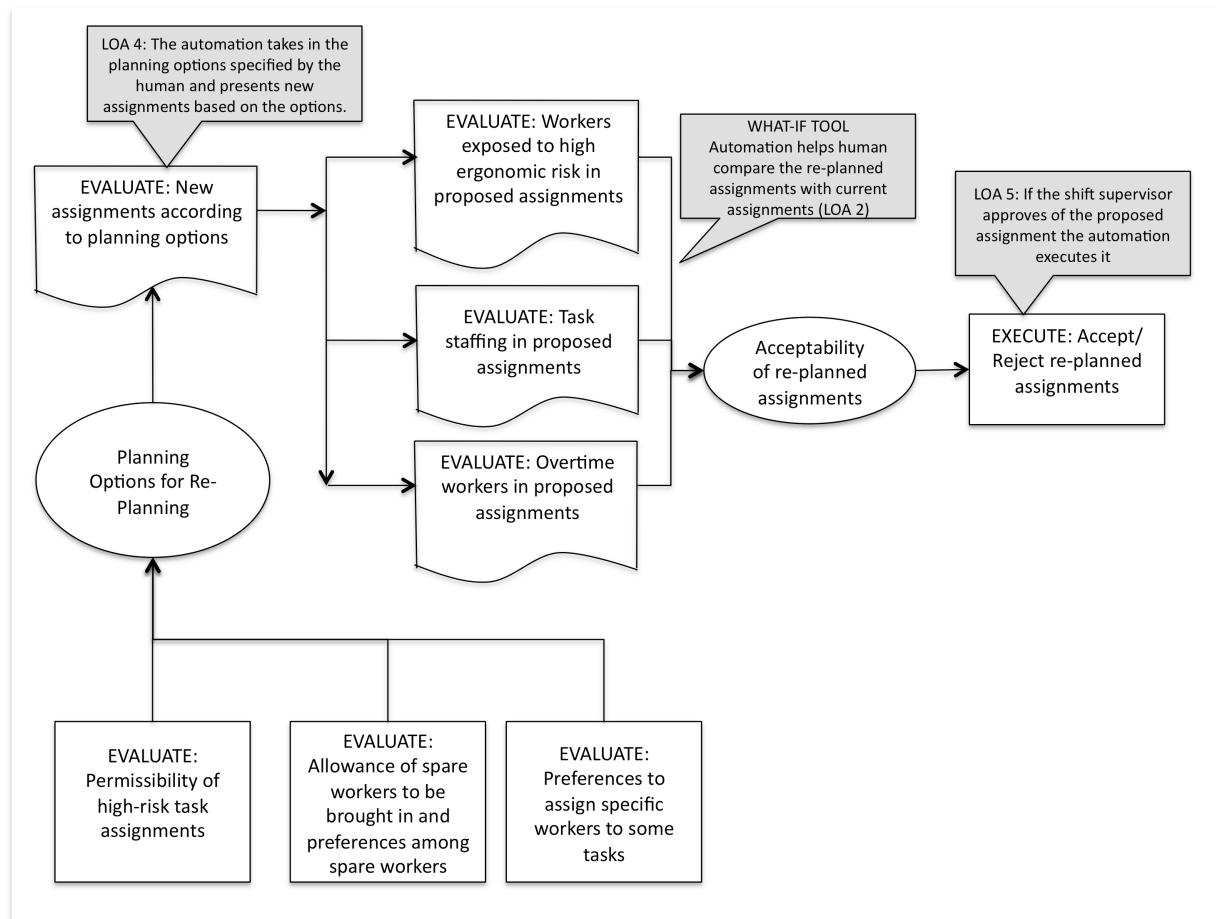 LOA 4: The automation takes in the
planning options specified by the
human and presents new
assignments based on the options.
EVALUATE: New
assignments according
to planning options
EVALUATE: Workers
exposed to high
ergonomic risk in
proposed assignments
WHAT-IF TOOL
Automation helps human
compare the re-planned
assignments with current
assignments (LOA 2)
LOA 5: If the shift supervisor
approves of the proposed
assignment the automation
executes it
EVALUATE: Task
staffing in proposed
assignments
Acceptability
of re-planned
assignments
EXECUTE: Accept/
Reject re-planned
assignments
Planning
Options for Re-
Planning
EVALUATE: Overtime
workers in proposed
assignments
EVALUATE:
Permissibility of
high-risk task
assignments
EVALUATE:
Allowance of spare
workers to be
brought in and
preferences among
spare workers
EVALUATE:
Preferences to
assign specific
workers to some
tasks